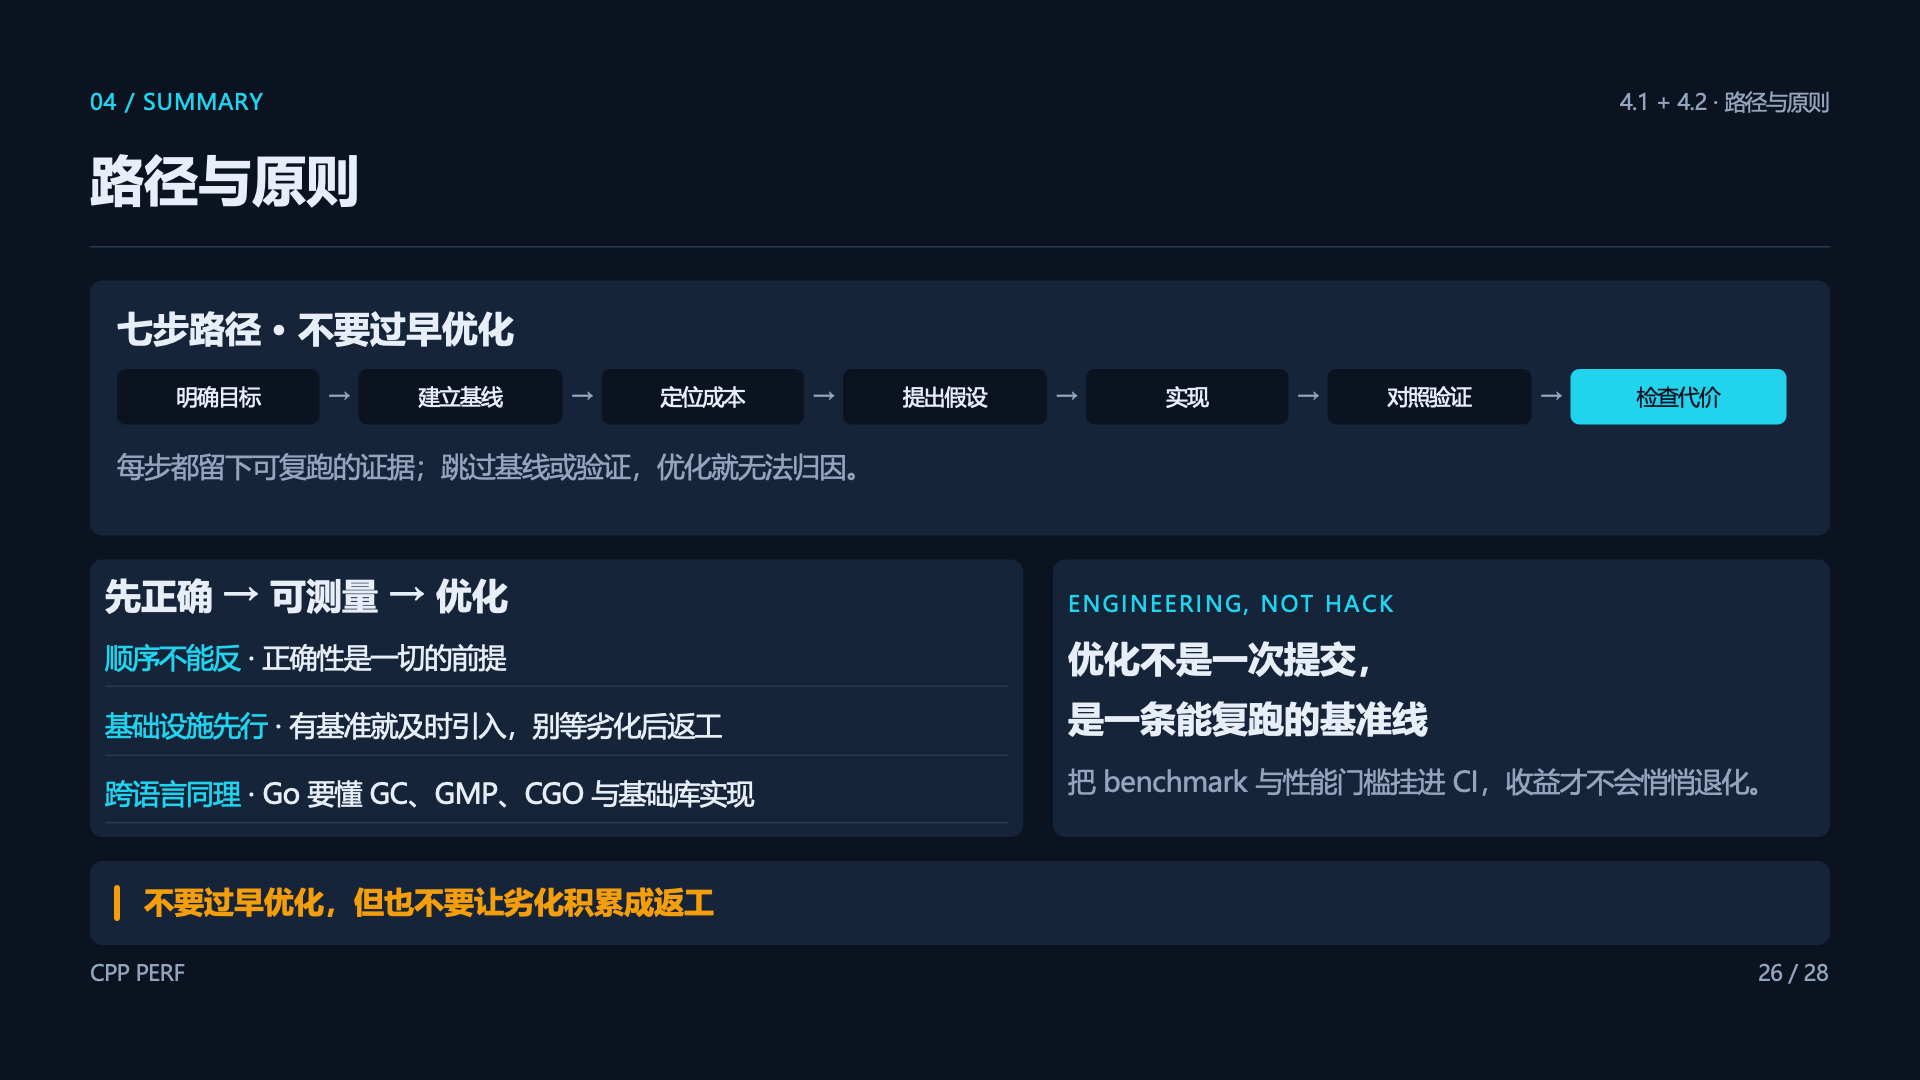 04 / SUMMARY
4.1 + 4.2 · 路径与原则
路径与原则
七步路径 · 不要过早优化
明确目标 → 建立基线 → 定位成本 → 提出假设 → 实现 → 对照验证 → 检查代价
每步都留下可复跑的证据；跳过基线或验证，优化就无法归因。
先正确 → 可测量 → 优化
顺序不能反 · 正确性是一切的前提
基础设施先行 · 有基准就及时引入，别等劣化后返工
跨语言同理 · Go 要懂 GC、GMP、CGO 与基础库实现
ENGINEERING, NOT HACK
优化不是一次提交，
是一条能复跑的基准线
把 benchmark 与性能门槛挂进 CI，收益才不会悄悄退化。
不要过早优化，但也不要让劣化积累成返工
CPP PERF
26 / 28